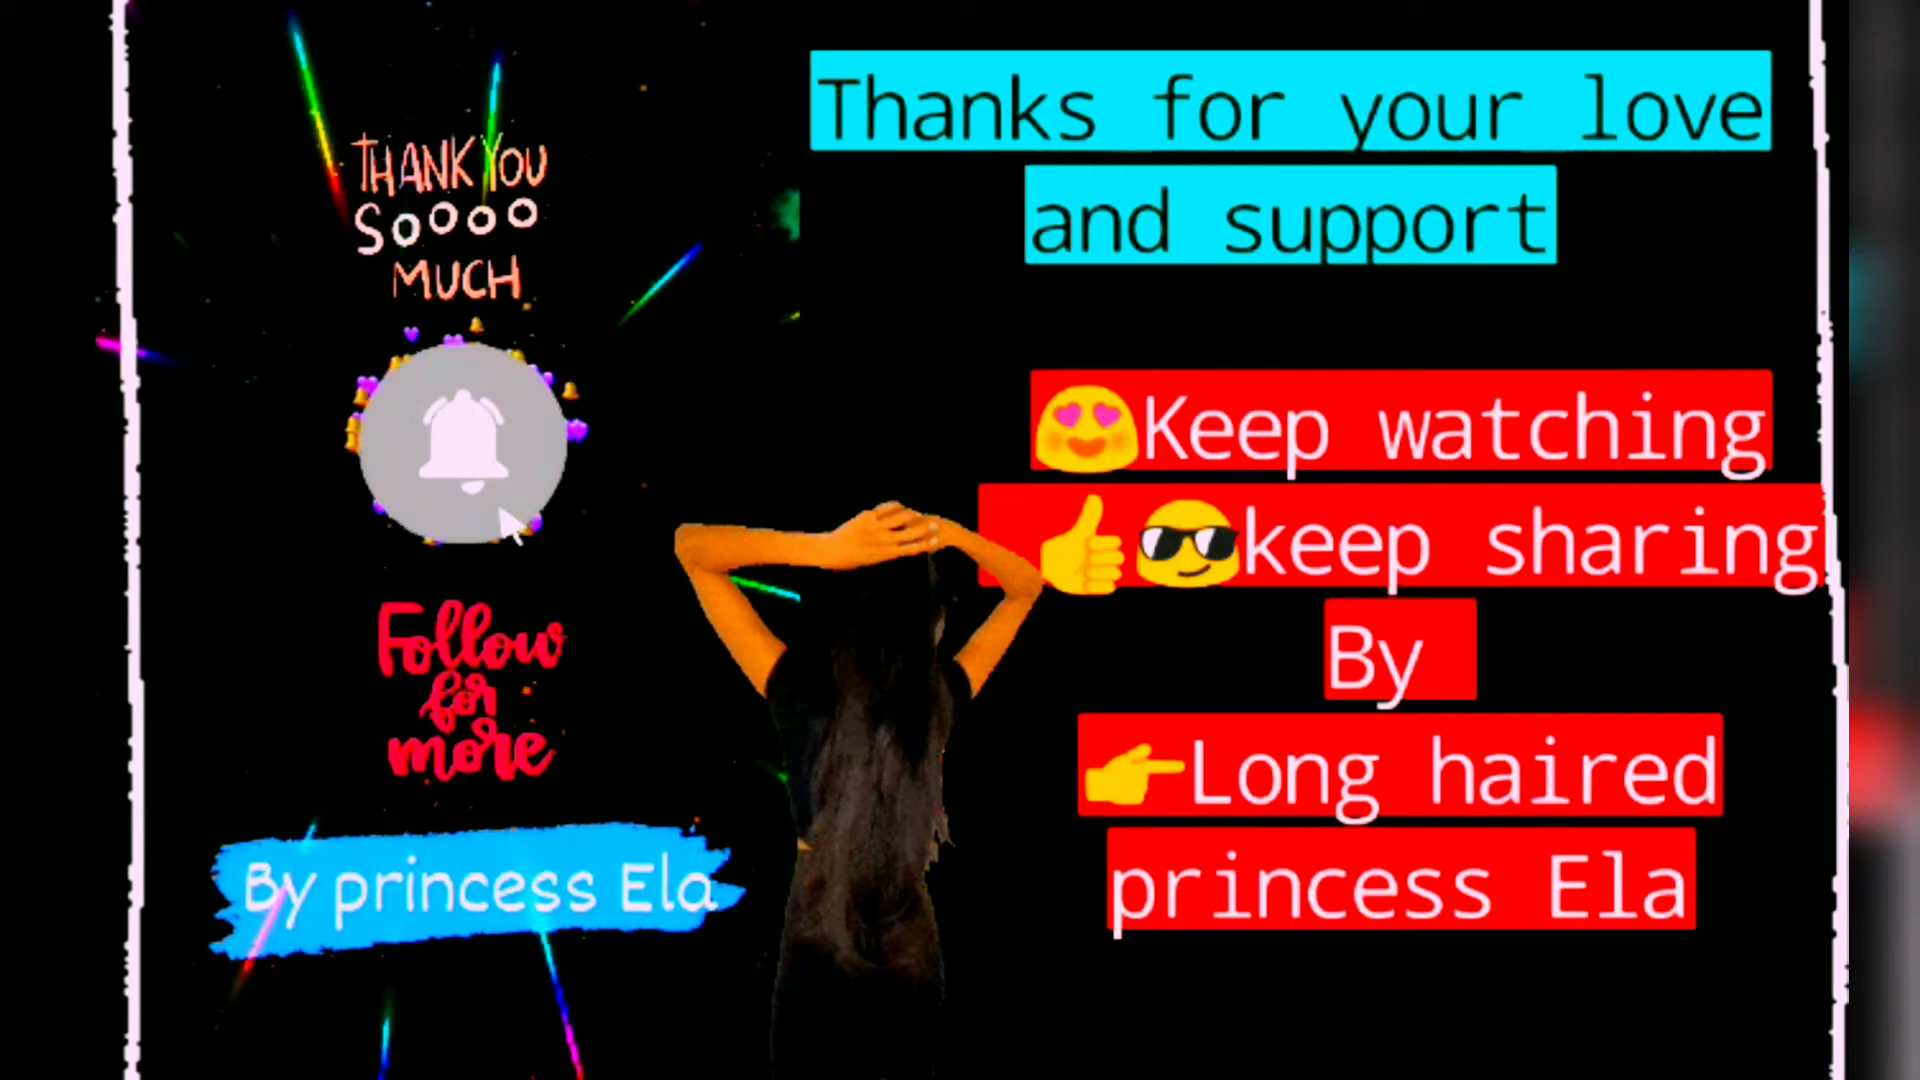 THANK YOU
Soooo
MUCH
Follow
for
more
By princess Ela
Thanks for your love
and support
😍Keep watching
👍😎keep sharing
By
👉Long haired
princess Ela